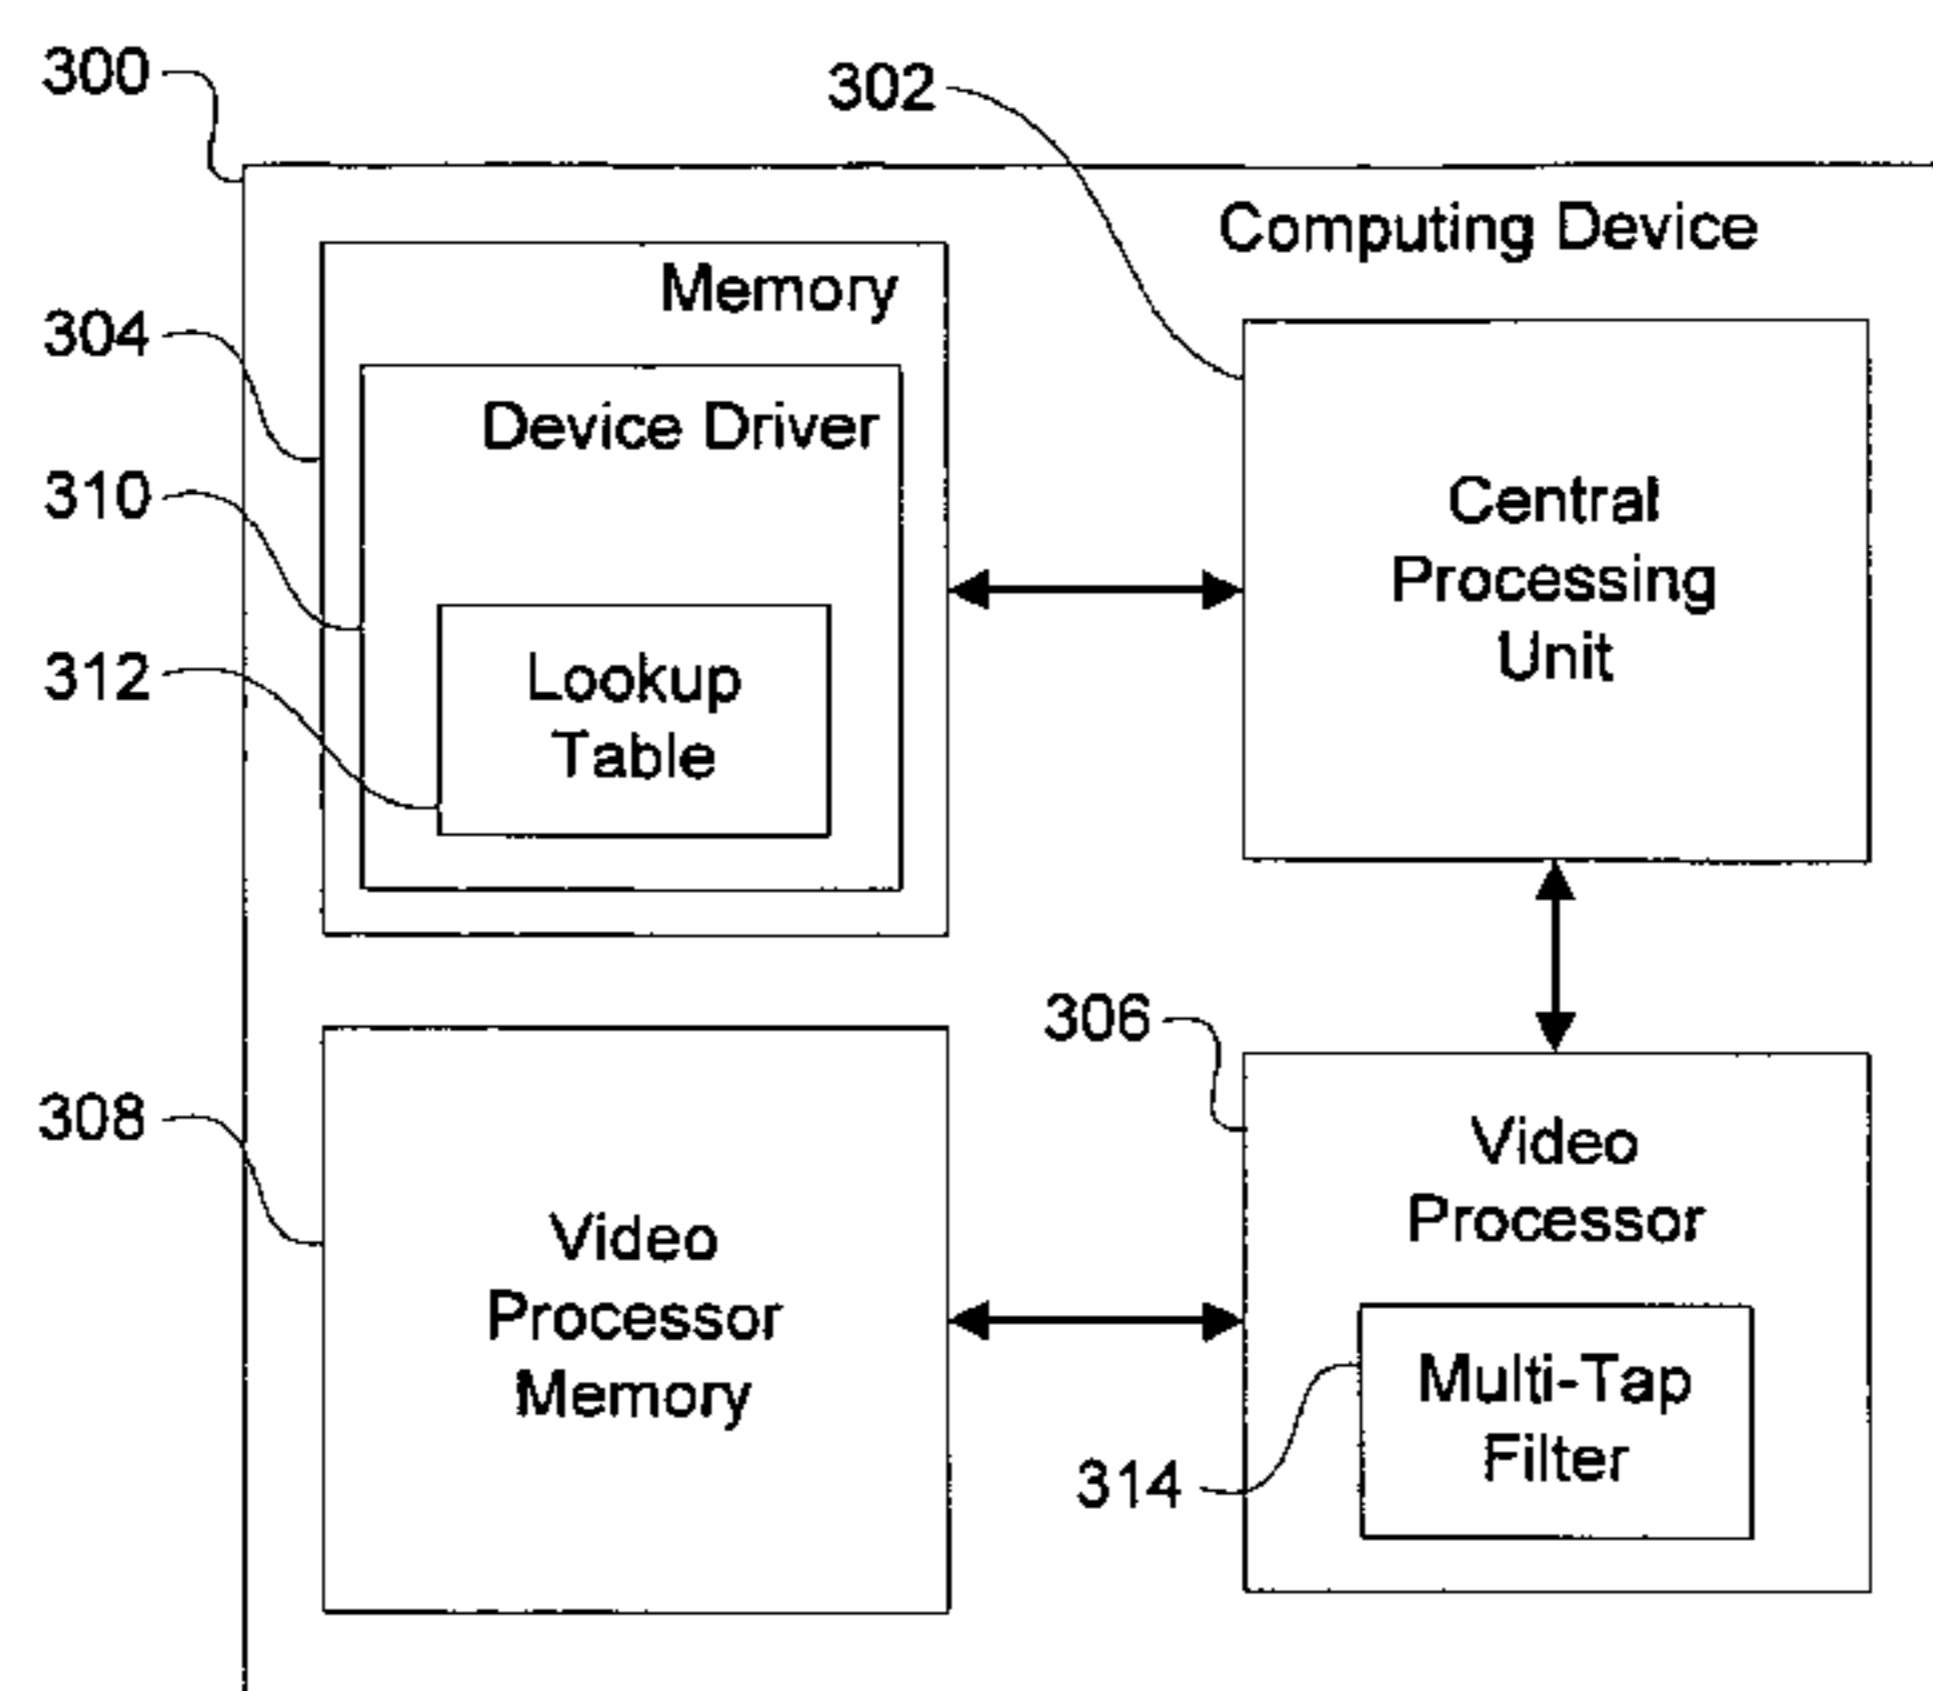 300
302
Computing Device
Memory
304
Device Driver
310
Central
Processing
Unit
312
Lookup
Table
306
308
Video
Processor
Video
Processor
Memory
Multi-Tap
Filter
314